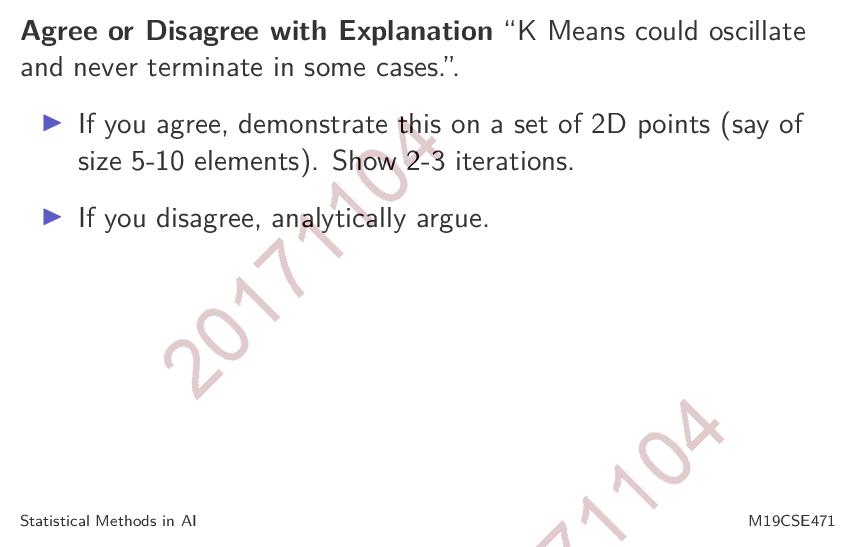 Agree or Disagree with Explanation “K Means could oscillate
and never terminate in some cases.”.
If you agree, demonstrate this on a set of 2D points (say of
size 5-10 elements). Show 2-3 iterations.
If you disagree, analytically argue.
20171104
71104
Statistical Methods in AI
M19CSE471